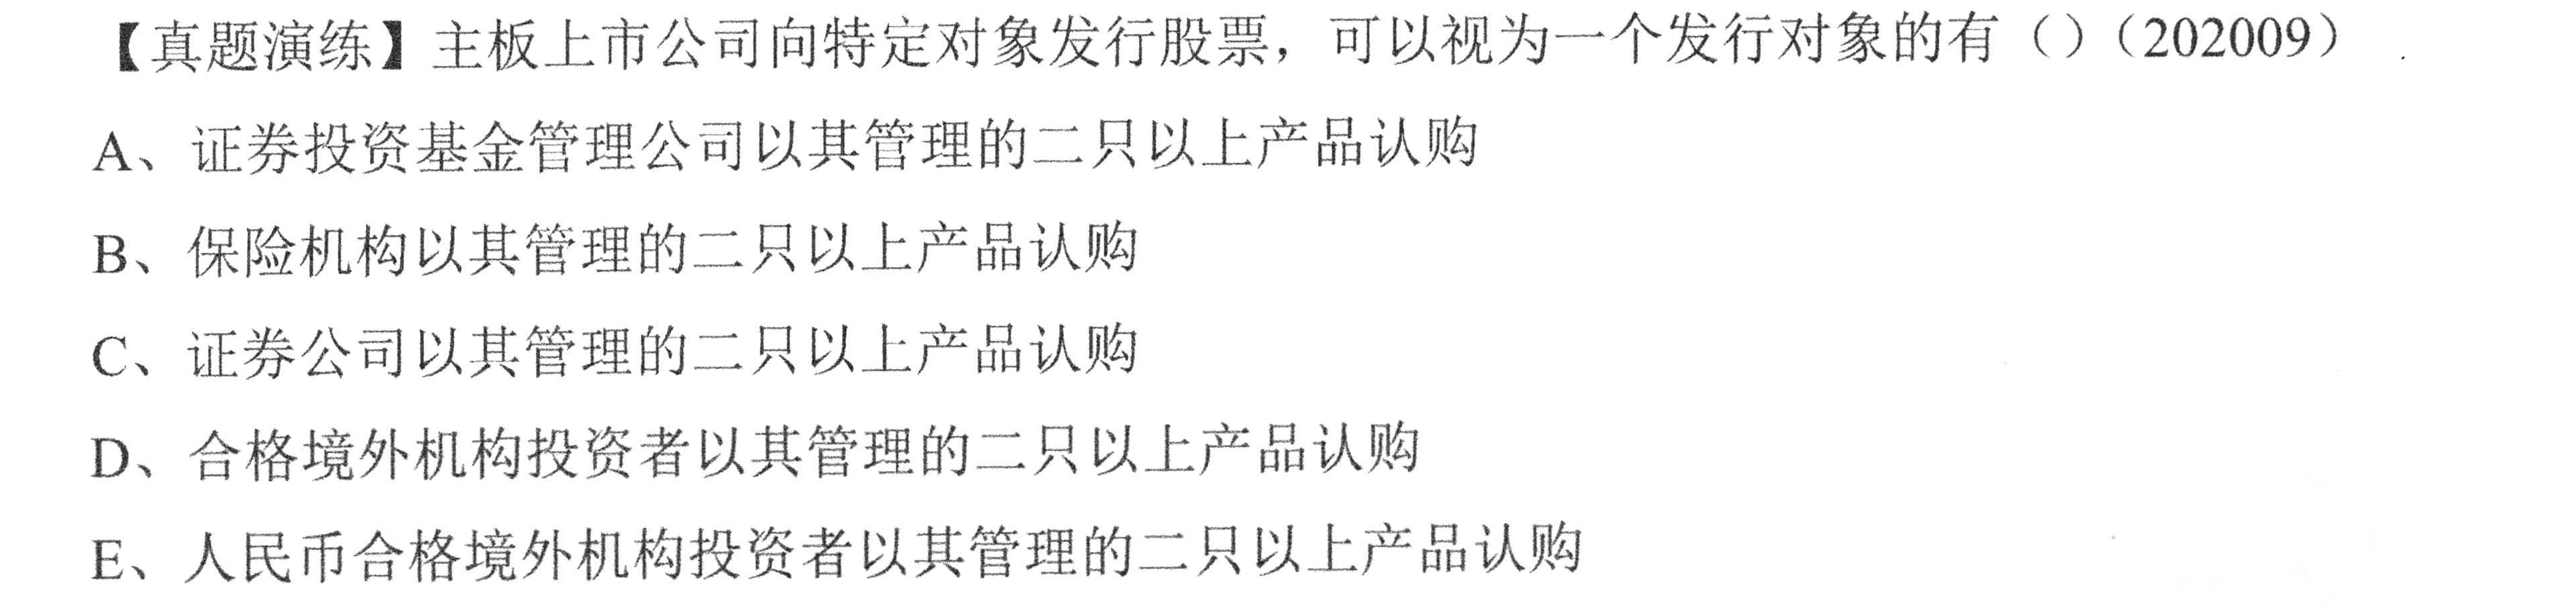 【真题演练】主板上市公司向特定对象发行股票，可以视为一个发行对象的有（）（202009）
A、证券投资基金管理公司以其管理的二只以上产品认购
B、保险机构以其管理的二只以上产品认购
C、证券公司以其管理的二只以上产品认购
D、合格境外机构投资者以其管理的二只以上产品认购
E、人民币合格境外机构投资者以其管理的二只以上产品认购